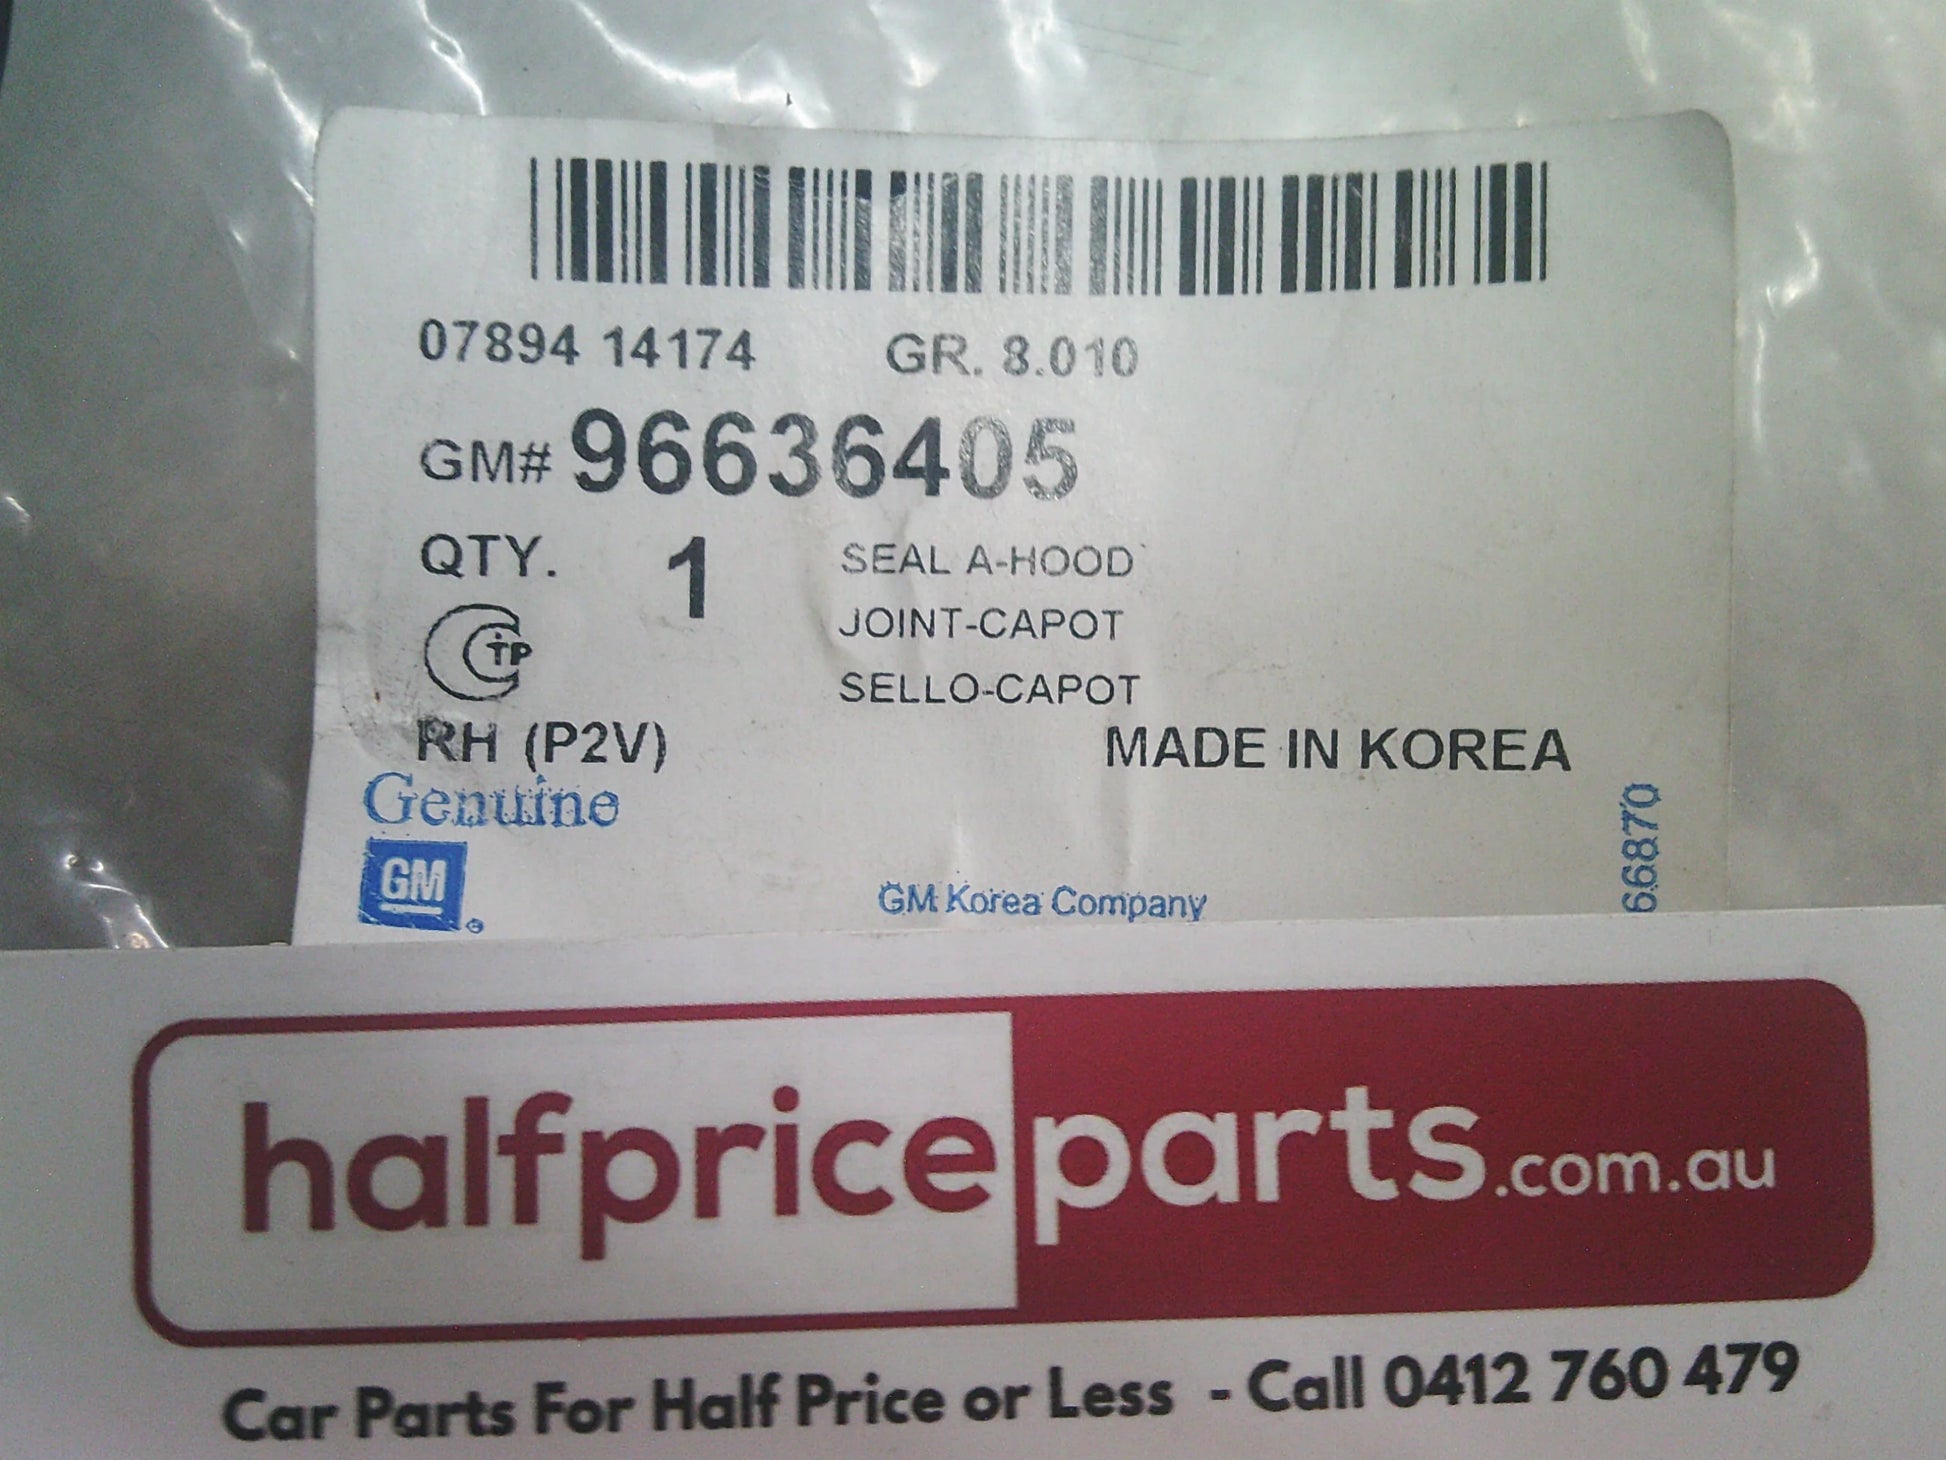 07894 14174 GR. 8.010
GM# 96636405
QTY. 1 SEAL A-HOOD
JOINT-CAPOT
SELLO-CAPOT
CTP
RH (P2V) MADE IN KOREA
Genuine
GM
GM Korea Company
66870
halfpriceparts.com.au
Car Parts For Half Price or Less - Call 0412 760 479